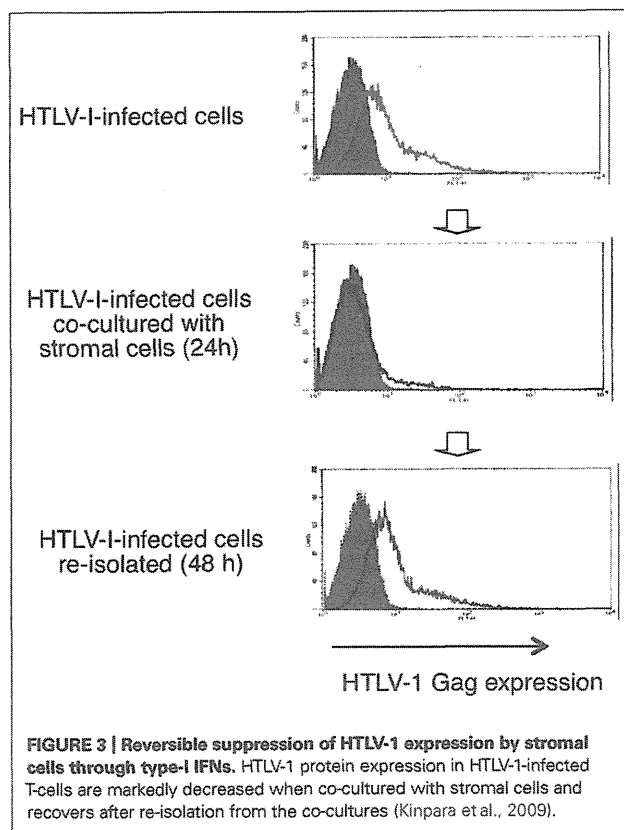 HTLV-I-infected cells
HTLV-I-infected cells
co-cultured with
stromal cells (24h)
HTLV-I-infected cells
re-isolated (48 h)
HTLV-1 Gag expression
FIGURE 3 | Reversible suppression of HTLV-1 expression by stromal
cells through type-I IFNs. HTLV-1 protein expression in HTLV-1-infected
T-cells are markedly decreased when co-cultured with stromal cells and
recovers after re-isolation from the co-cultures (Kinpara et al., 2009).